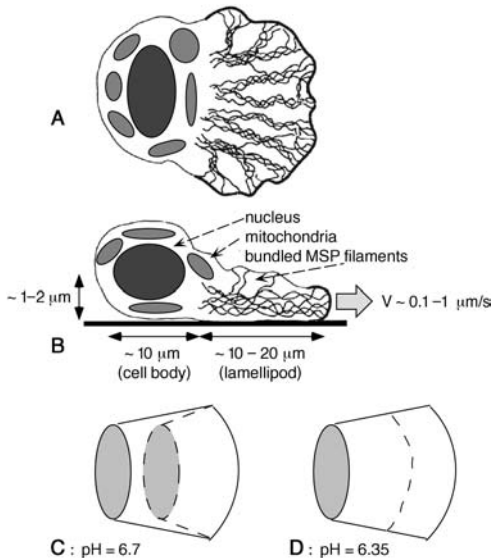 A
nucleus
mitochondria
bundled MSP filaments
~ 1–2 μm
V ~ 0.1–1 μm/s
B
~ 10 μm
(cell body)
~ 10 – 20 μm
(lamellipod)
C : pH = 6.7
D : pH = 6.35